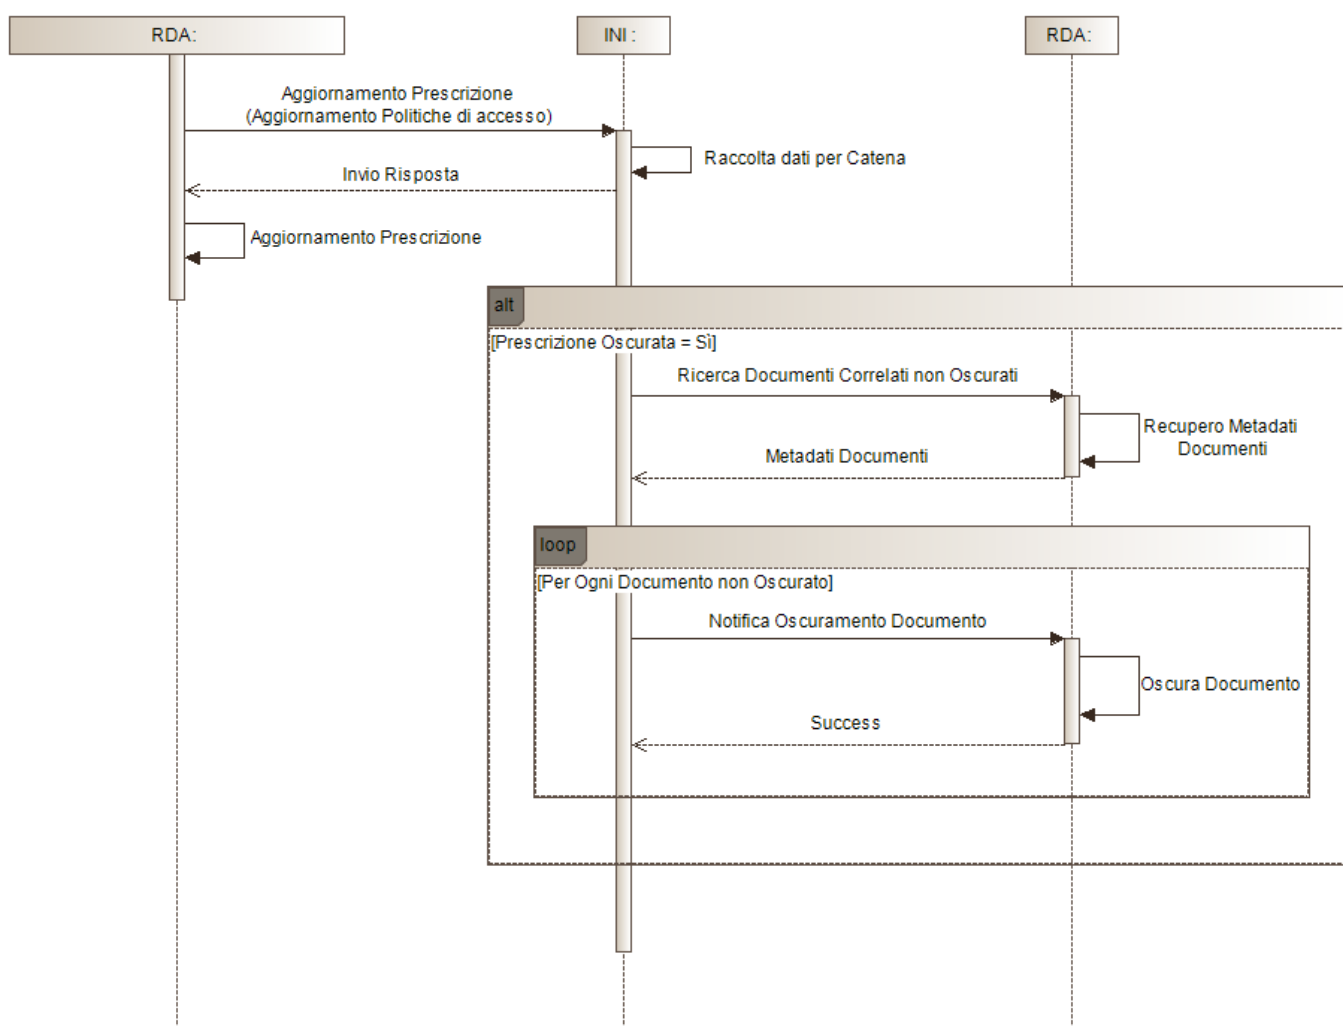 RDA:
INI :
RDA:
Aggiornamento Prescrizione
(Aggiornamento Politiche di accesso)
Raccolta dati per Catena
Invio Risposta
Aggiornamento Prescrizione
alt
[Prescrizione Oscurata = Sì]
Ricerca Documenti Correlati non Oscurati
Recupero Metadati
Documenti
Metadati Documenti
loop
[Per Ogni Documento non Oscurato]
Notifica Oscuramento Documento
Oscura Documento
Success